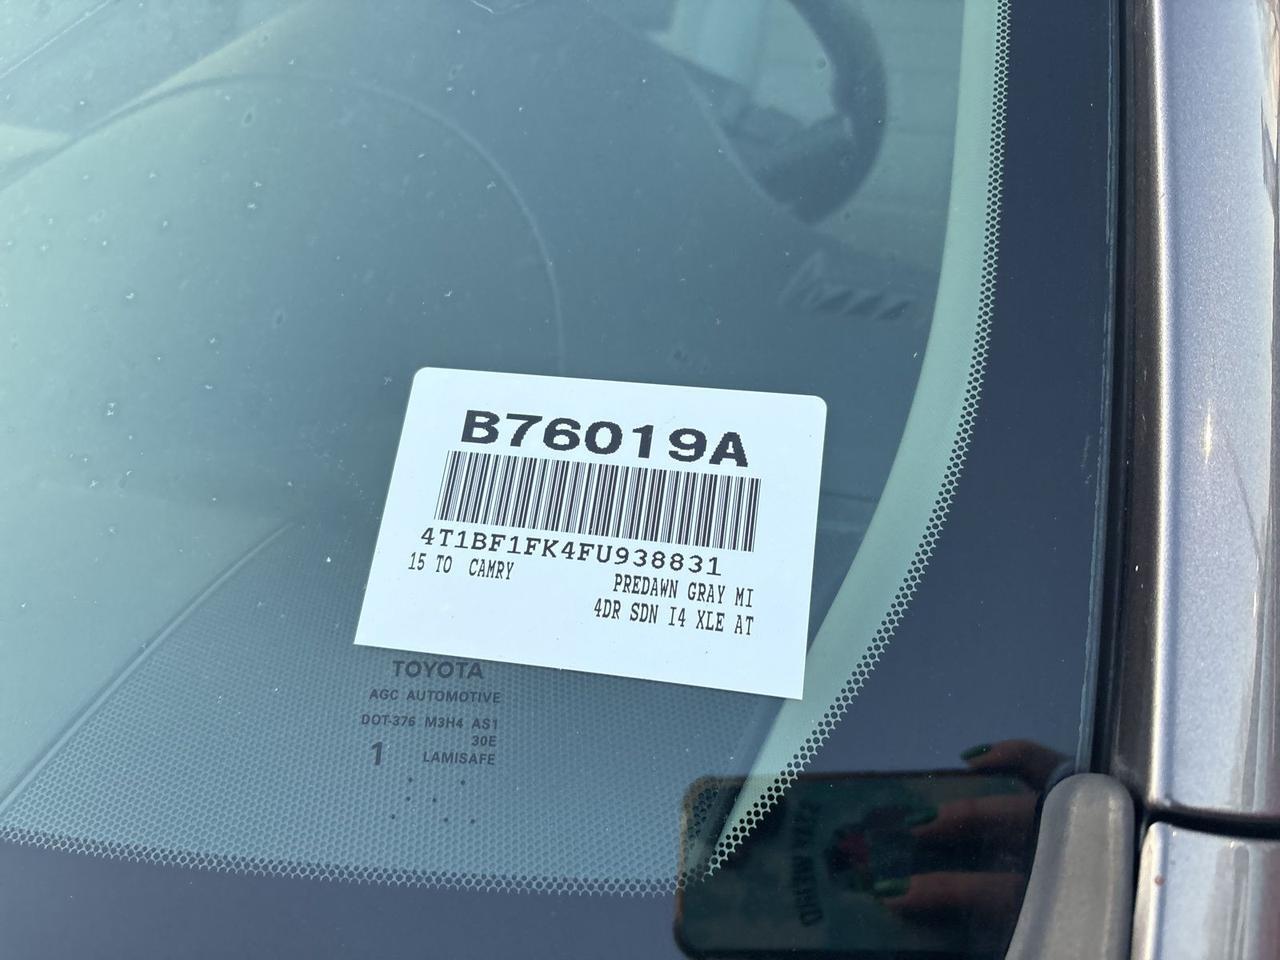 B76019A
4T1BF1FK4FU938831
15 TO CAMRY
PREDAWN GRAY MI
4DR SDN I4 XLE AT
TOYOTA
AGC AUTOMOTIVE
DOT-376 M3H4 AS1
30E
1 LAMISAFE